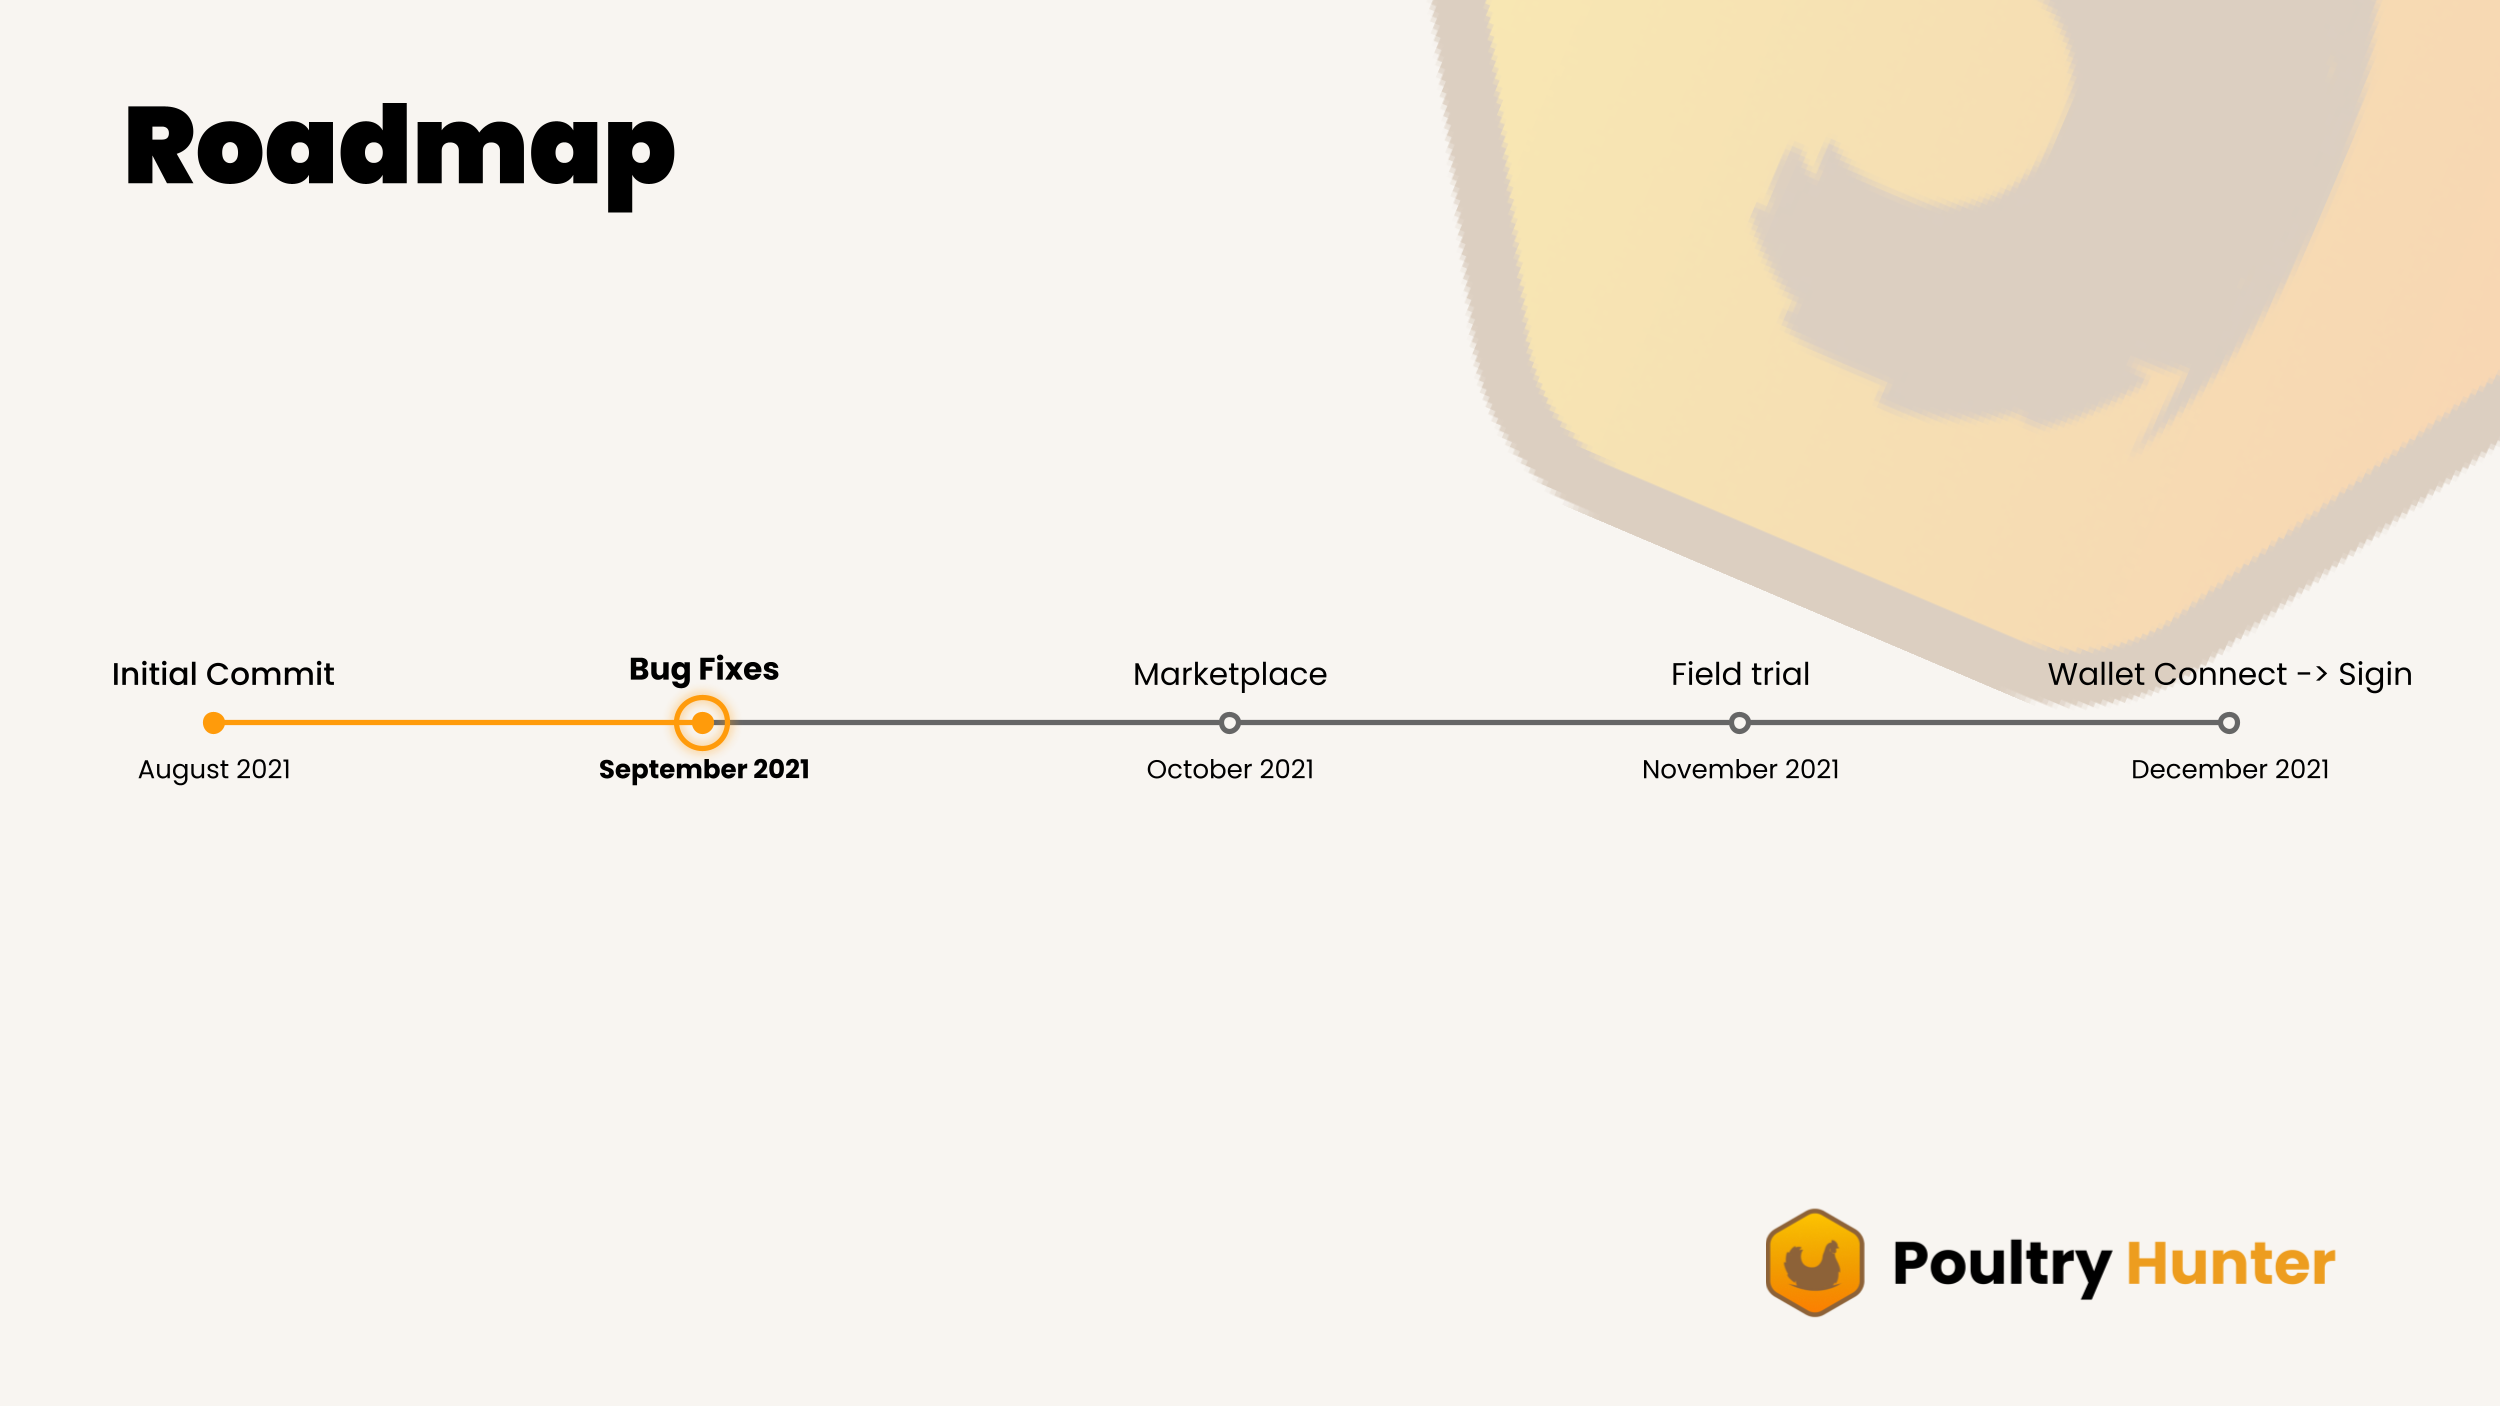 Roadmap
Initial Commit
Bug Fixes
Marketplace
Field trial
Wallet Connect -> Sigin
August 2021
September 2021
October 2021
November 2021
December 2021
Poultry Hunter